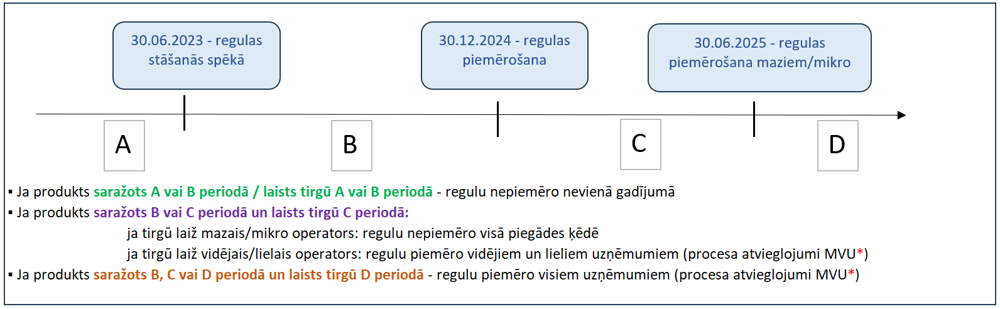 30.06.2023 - regulas
stāšanās spēkā
30.12.2024 - regulas
piemērošana
30.06.2025 - regulas
piemērošana maziem/mikro
A
B
C
D
▪ Ja produkts saražots A vai B periodā / laists tirgū A vai B periodā - regulu nepiemēro nevienā gadījumā
▪ Ja produkts saražots B vai C periodā un laists tirgū C periodā:
ja tirgū laiž mazais/mikro operators: regulu nepiemēro visā piegādes ķēdē
ja tirgū laiž vidējais/lielais operators: regulu piemēro vidējiem un lieliem uzņēmumiem (procesa atvieglojumi MVU*)
▪ Ja produkts saražots B, C vai D periodā un laists tirgū D periodā - regulu piemēro visiem uzņēmumiem (procesa atvieglojumi MVU*)